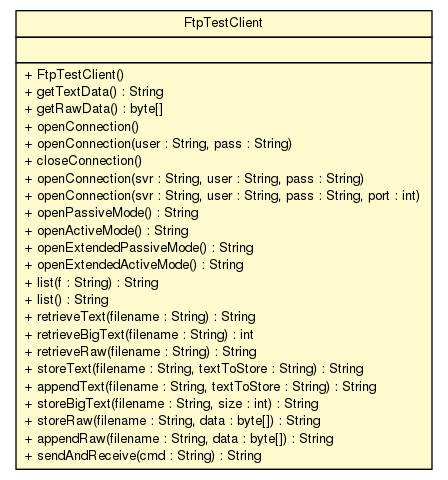 FtpTestClient
+ FtpTestClient()
+ getTextData() : String
+ getRawData() : byte[]
+ openConnection()
+ openConnection(user : String, pass : String)
+ closeConnection()
+ openConnection(svr : String, user : String, pass : String)
+ openConnection(svr : String, user : String, pass : String, port : int)
+ openPassiveMode() : String
+ openActiveMode() : String
+ openExtendedPassiveMode() : String
+ openExtendedActiveMode() : String
+ list(f : String) : String
+ list() : String
+ retrieveText(filename : String) : String
+ retrieveBigText(filename : String) : int
+ retrieveRaw(filename : String) : String
+ storeText(filename : String, textToStore : String) : String
+ appendText(filename : String, textToStore : String) : String
+ storeBigText(filename : String, size : int) : String
+ storeRaw(filename : String, data : byte[]) : String
+ appendRaw(filename : String, data : byte[]) : String
+ sendAndReceive(cmd : String) : String